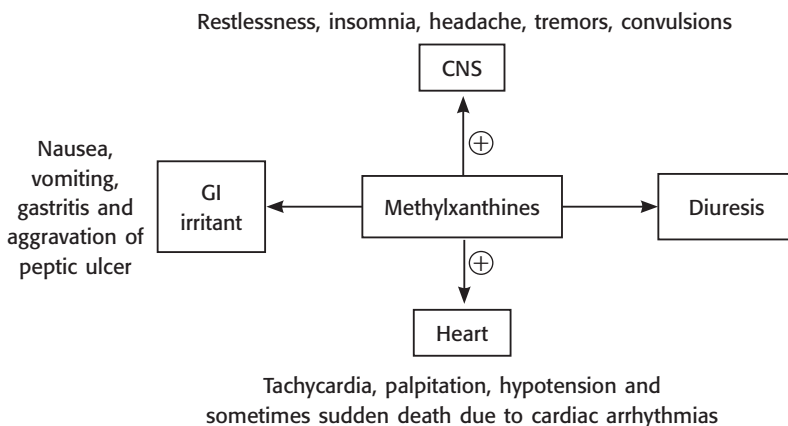 Restlessness, insomnia, headache, tremors, convulsions
CNS
⊕
Nausea,
vomiting,
gastritis and
aggravation of
peptic ulcer
GI
irritant
Methylxanthines
Diuresis
⊕
Heart
Tachycardia, palpitation, hypotension and
sometimes sudden death due to cardiac arrhythmias